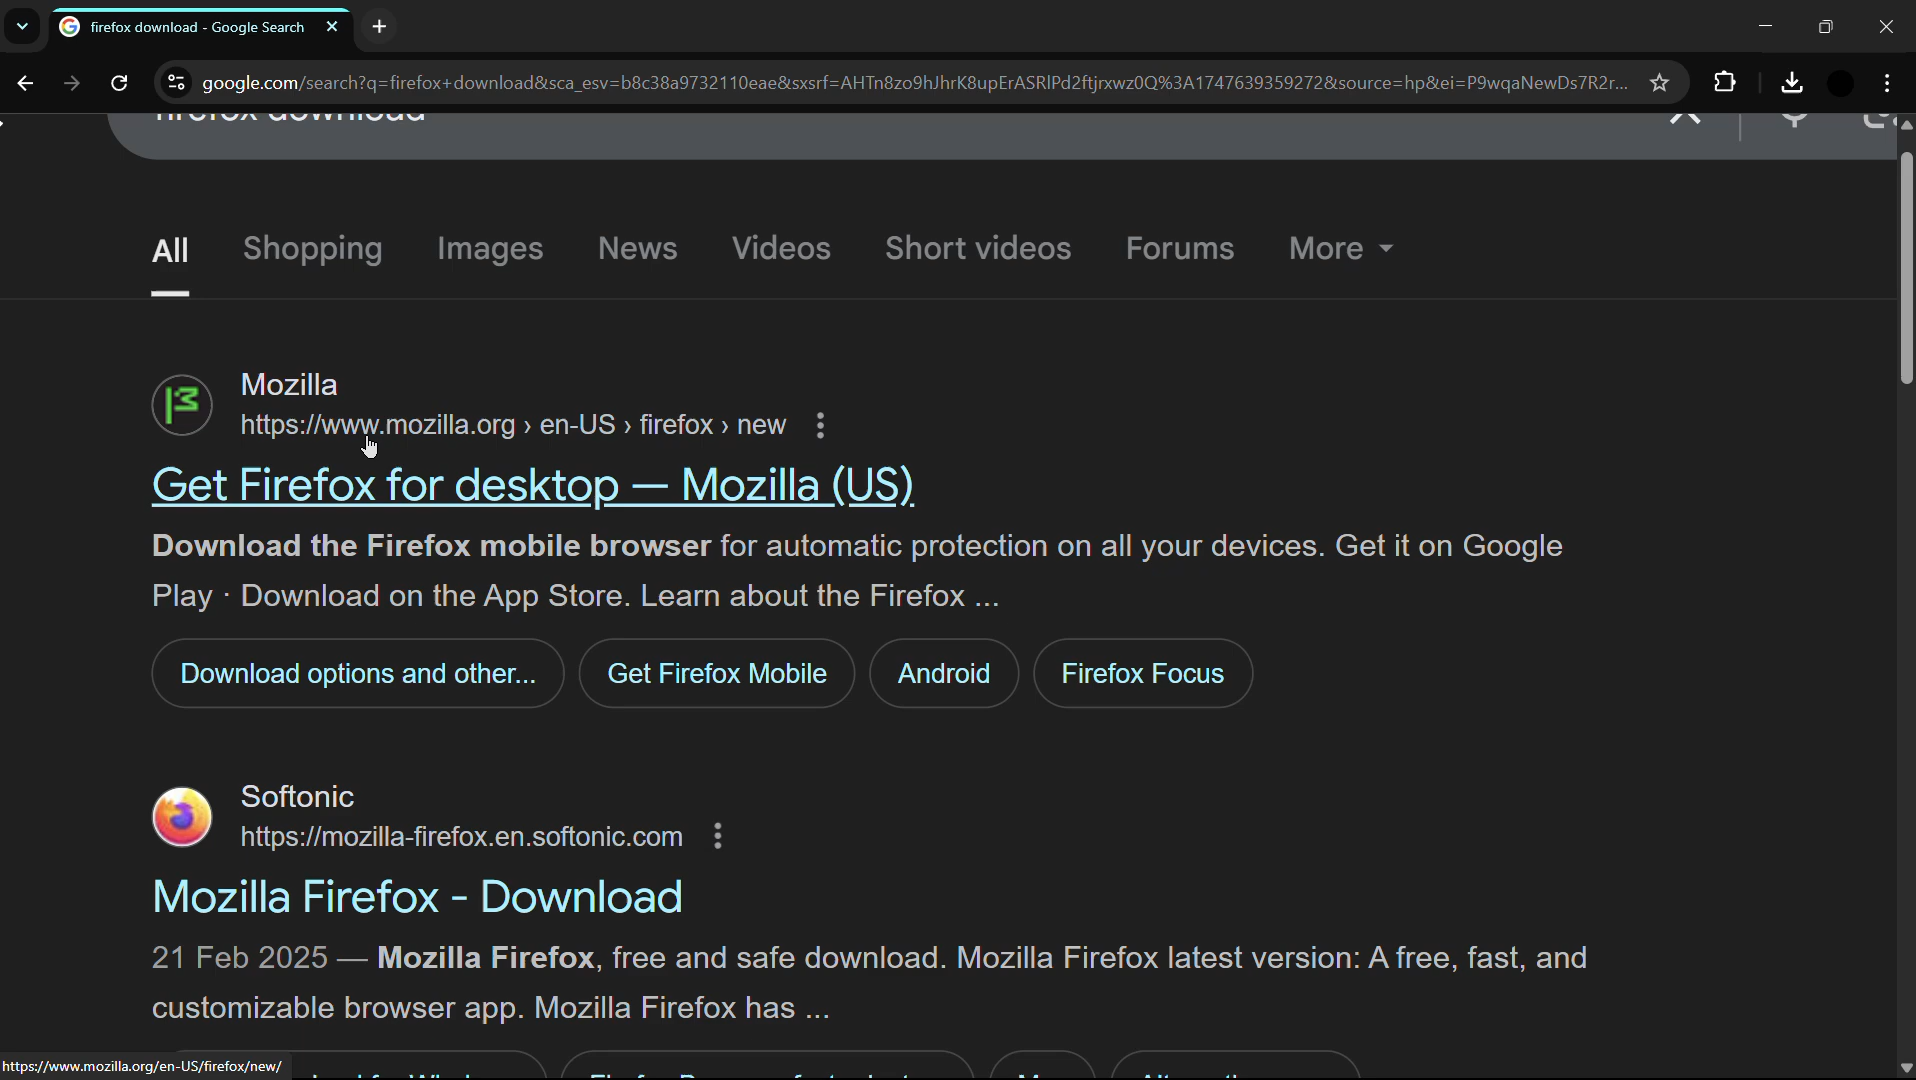 firefox download - Google Search
google.com/search?q=firefox+download&sca_esv=b8c38a9732110eae&sxsrf=AHTn8zo9hJhrK8upErASRlPd2ftjrxwz0Q%3A1747639359272&source=hp&ei=P9wqaNewDs7R2r...
firefox download
All Shopping Images News Videos Short videos Forums More
Mozilla
https://www.mozilla.org › en-US › firefox › new
Get Firefox for desktop — Mozilla (US)
Download the Firefox mobile browser for automatic protection on all your devices. Get it on Google
Play · Download on the App Store. Learn about the Firefox ...
Download options and other... Get Firefox Mobile Android Firefox Focus
Softonic
https://mozilla-firefox.en.softonic.com
Mozilla Firefox - Download
21 Feb 2025 — Mozilla Firefox, free and safe download. Mozilla Firefox latest version: A free, fast, and
customizable browser app. Mozilla Firefox has ...
https://www.mozilla.org/en-US/firefox/new/